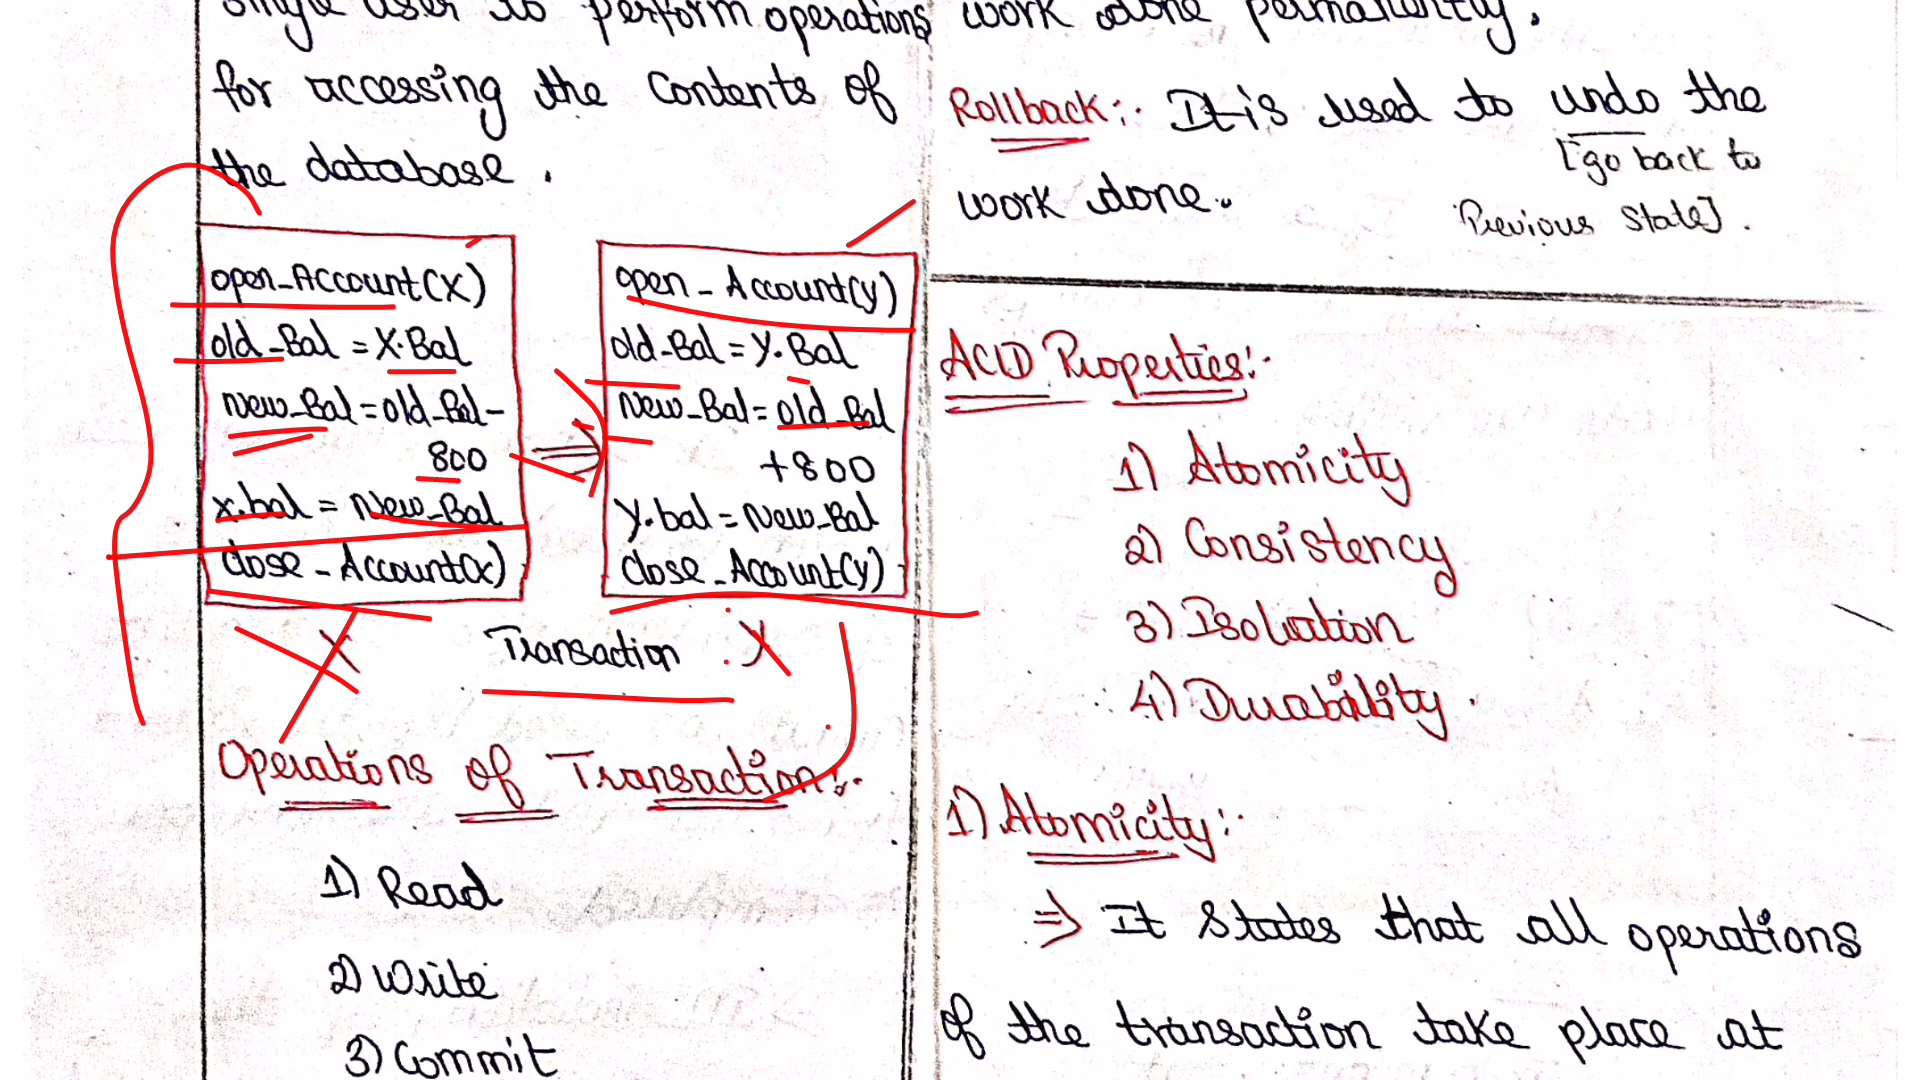 single user to perform operations
for accessing the Contents of
the database.
open_Account(X)
old_Bal = X.Bal
New_Bal = old_Bal -
800
x.bal = New_Bal
close_Account(x)
X
open_Account(y)
old_Bal = y.Bal
New_Bal = old_Bal
+800
y.bal = New_Bal
close_Account(y)
Transaction
y
Operations of Transaction:-
1) Read
2) Write
3) Commit
work done permanently.
Rollback:- It is used to undo the
[go back to
work done.
Previous State].
ACID Properties:-
1) Atomicity
2) Consistency
3) Isolation
4) Durability.
1) Atomicity:-
⇒ It States that all operations
of the transaction take place at